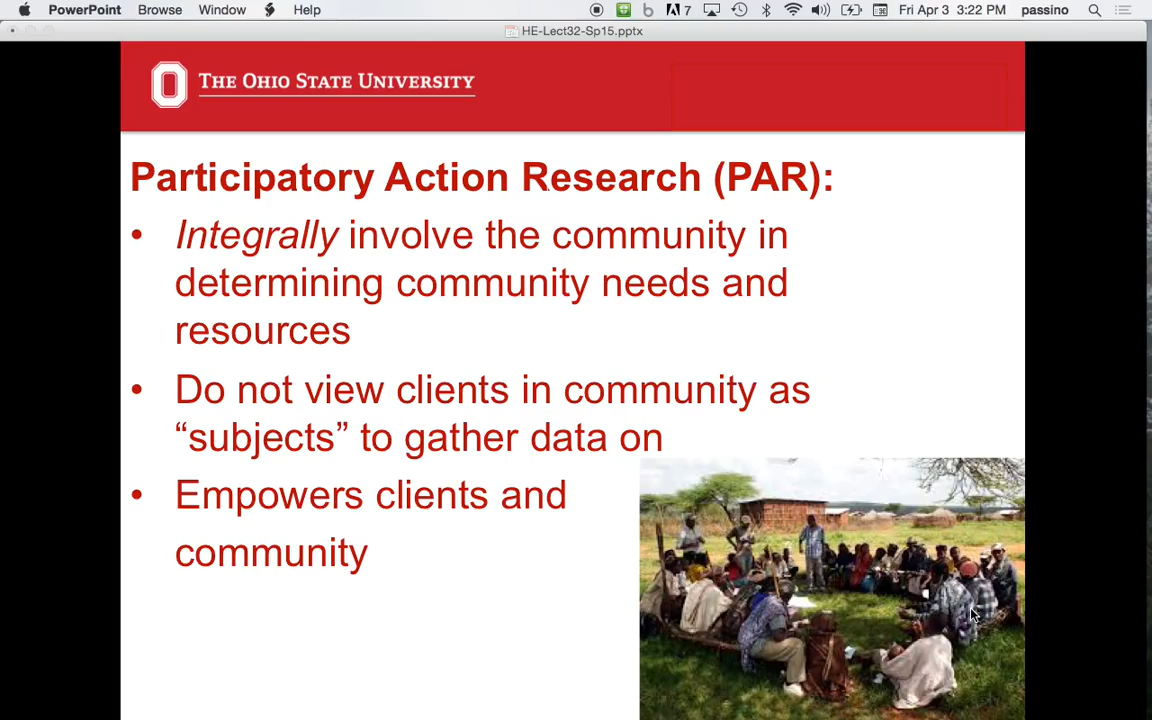 PowerPoint Browse Window Help 7 Fri Apr 3 3:22 PM passino
HE-Lect32-Sp15.pptx
THE OHIO STATE UNIVERSITY
Participatory Action Research (PAR):
• Integrally involve the community in
determining community needs and
resources
• Do not view clients in community as
“subjects” to gather data on
• Empowers clients and
community